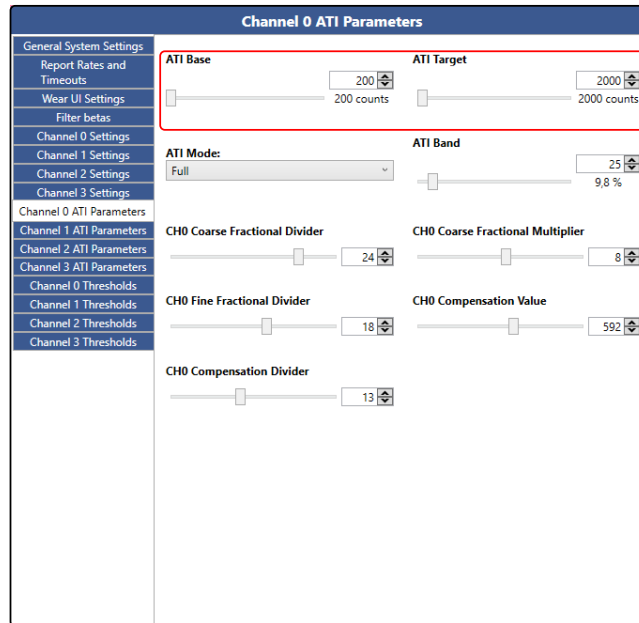 Channel 0 ATI Parameters
General System Settings
Report Rates and
Timeouts
Wear UI Settings
Filter betas
Channel 0 Settings
Channel 1 Settings
Channel 2 Settings
Channel 3 Settings
Channel 0 ATI Parameters
Channel 1 ATI Parameters
Channel 2 ATI Parameters
Channel 3 ATI Parameters
Channel 0 Thresholds
Channel 1 Thresholds
Channel 2 Thresholds
Channel 3 Thresholds
ATI Base
200
200 counts
ATI Target
2000
2000 counts
ATI Mode:
Full
ATI Band
25
9,8 %
CH0 Coarse Fractional Divider
24
CH0 Coarse Fractional Multiplier
8
CH0 Fine Fractional Divider
18
CH0 Compensation Value
592
CH0 Compensation Divider
13